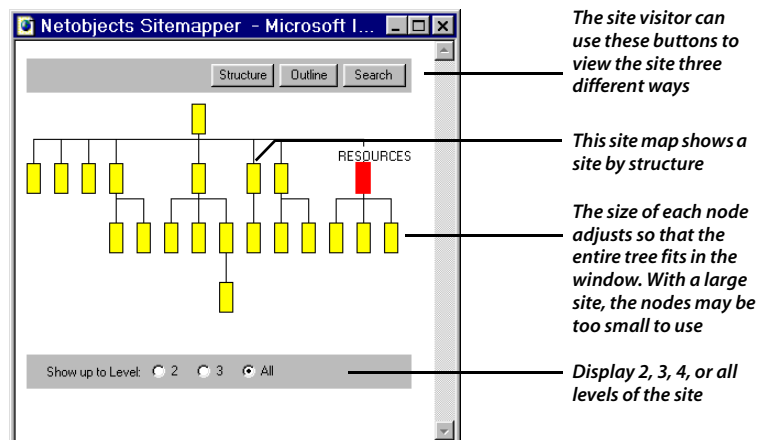 Netobjects Sitemapper - Microsoft I...
Structure
Outline
Search
RESOURCES
Show up to Level: 2 3 All
The site visitor can
use these buttons to
view the site three
different ways
This site map shows a
site by structure
The size of each node
adjusts so that the
entire tree fits in the
window. With a large
site, the nodes may be
too small to use
Display 2, 3, 4, or all
levels of the site